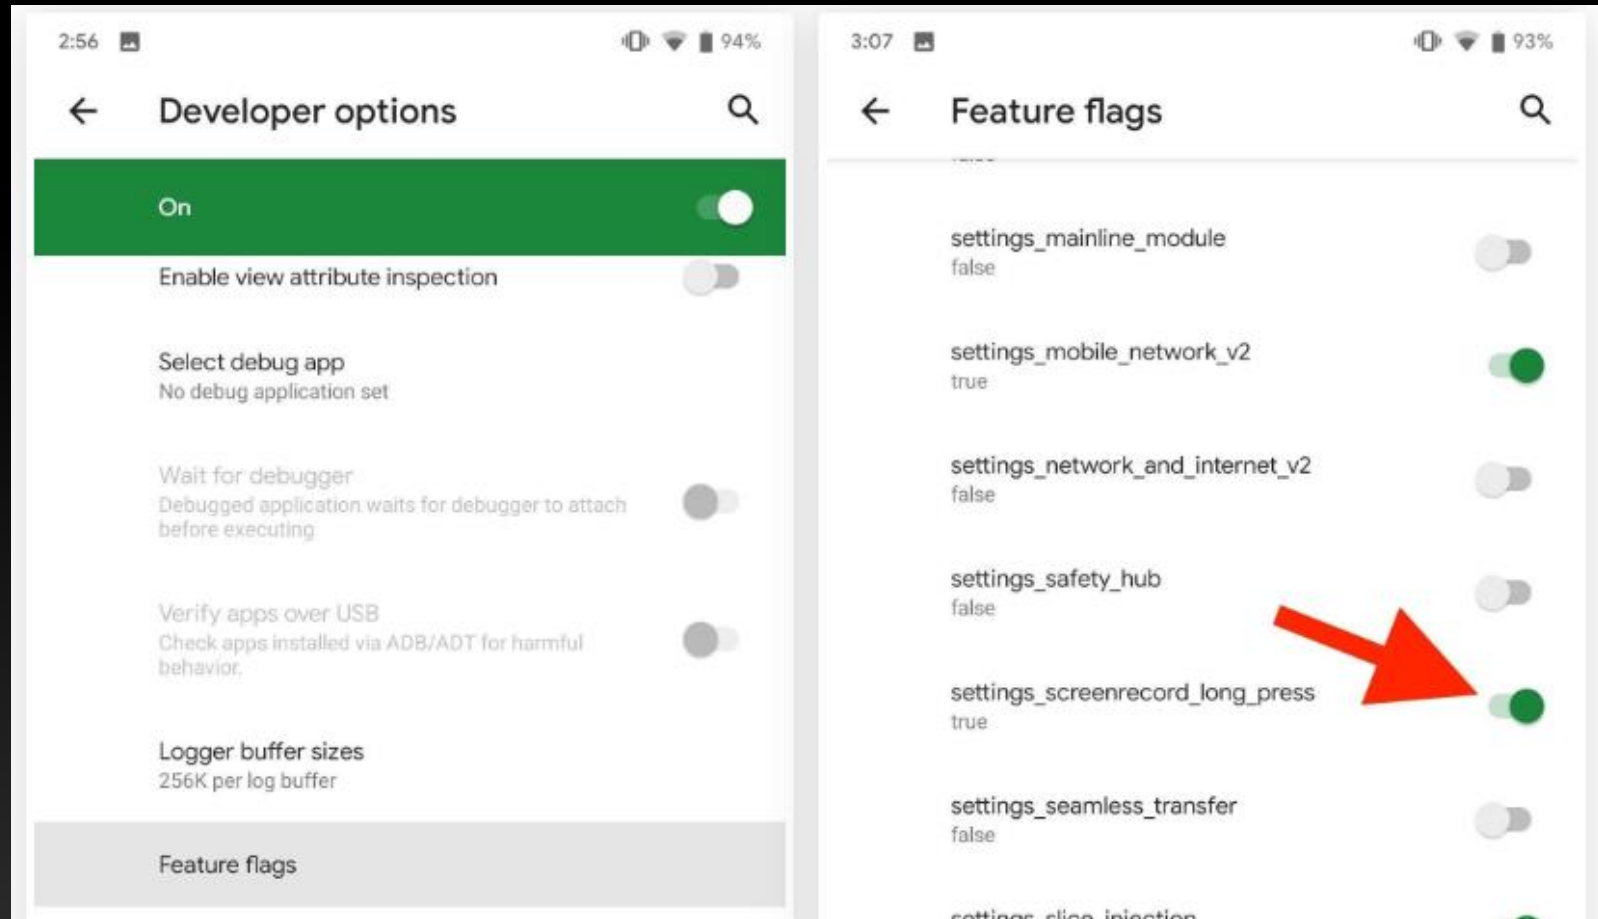 2:56
94%
Developer options
On
Enable view attribute inspection
Select debug app
No debug application set
Wait for debugger
Debugged application waits for debugger to attach
before executing
Verify apps over USB
Check apps installed via ADB/ADT for harmful
behavior.
Logger buffer sizes
256K per log buffer
Feature flags
3:07
93%
Feature flags
settings_mainline_module
false
settings_mobile_network_v2
true
settings_network_and_internet_v2
false
settings_safety_hub
false
settings_screenrecord_long_press
true
settings_seamless_transfer
false